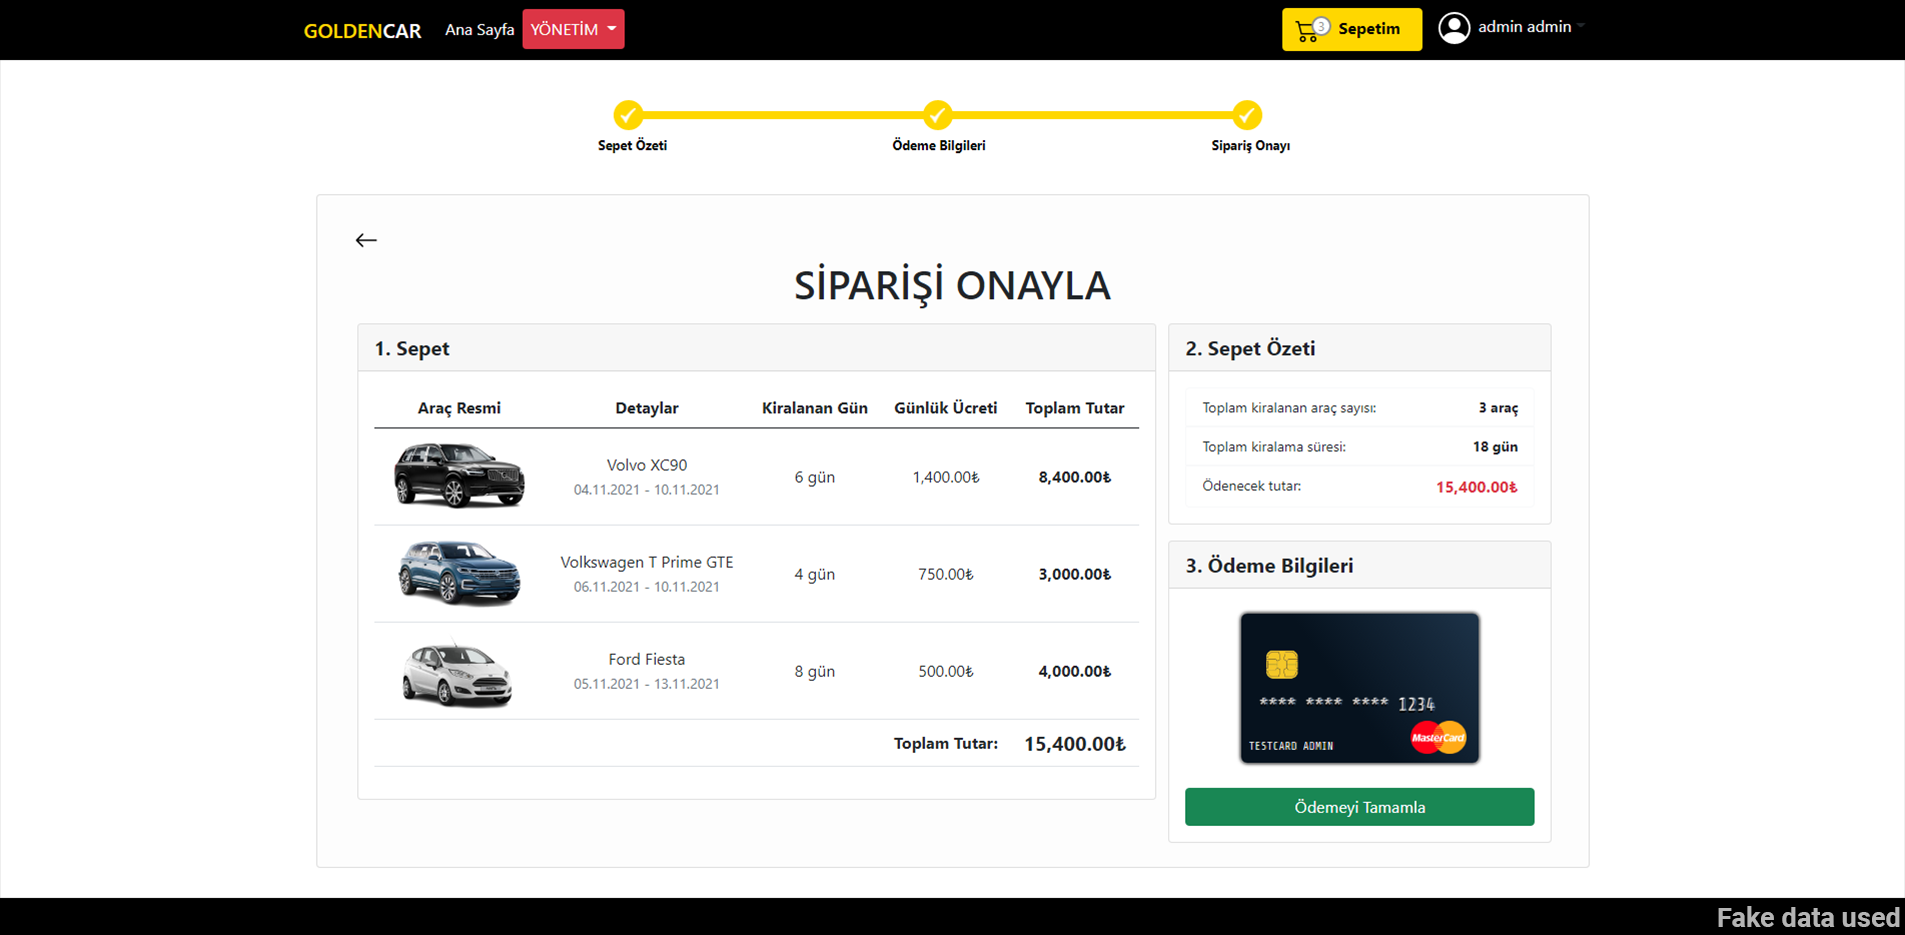 GOLDENCAR Ana Sayfa YÖNETİM 3 Sepetim admin admin
Sepet Özeti Ödeme Bilgileri Sipariş Onayı
SİPARİŞİ ONAYLA
1. Sepet
Araç Resmi Detaylar Kiralanan Gün Günlük Ücreti Toplam Tutar
Volvo XC90
04.11.2021 - 10.11.2021
6 gün 1,400.00₺ 8,400.00₺
Volkswagen T Prime GTE
06.11.2021 - 10.11.2021
4 gün 750.00₺ 3,000.00₺
Ford Fiesta
05.11.2021 - 13.11.2021
8 gün 500.00₺ 4,000.00₺
Toplam Tutar: 15,400.00₺
2. Sepet Özeti
Toplam kiralanan araç sayısı: 3 araç
Toplam kiralama süresi: 18 gün
Ödenecek tutar: 15,400.00₺
3. Ödeme Bilgileri
**** **** **** 1234
MasterCard
TESTCARD ADMIN
Ödemeyi Tamamla
Fake data used